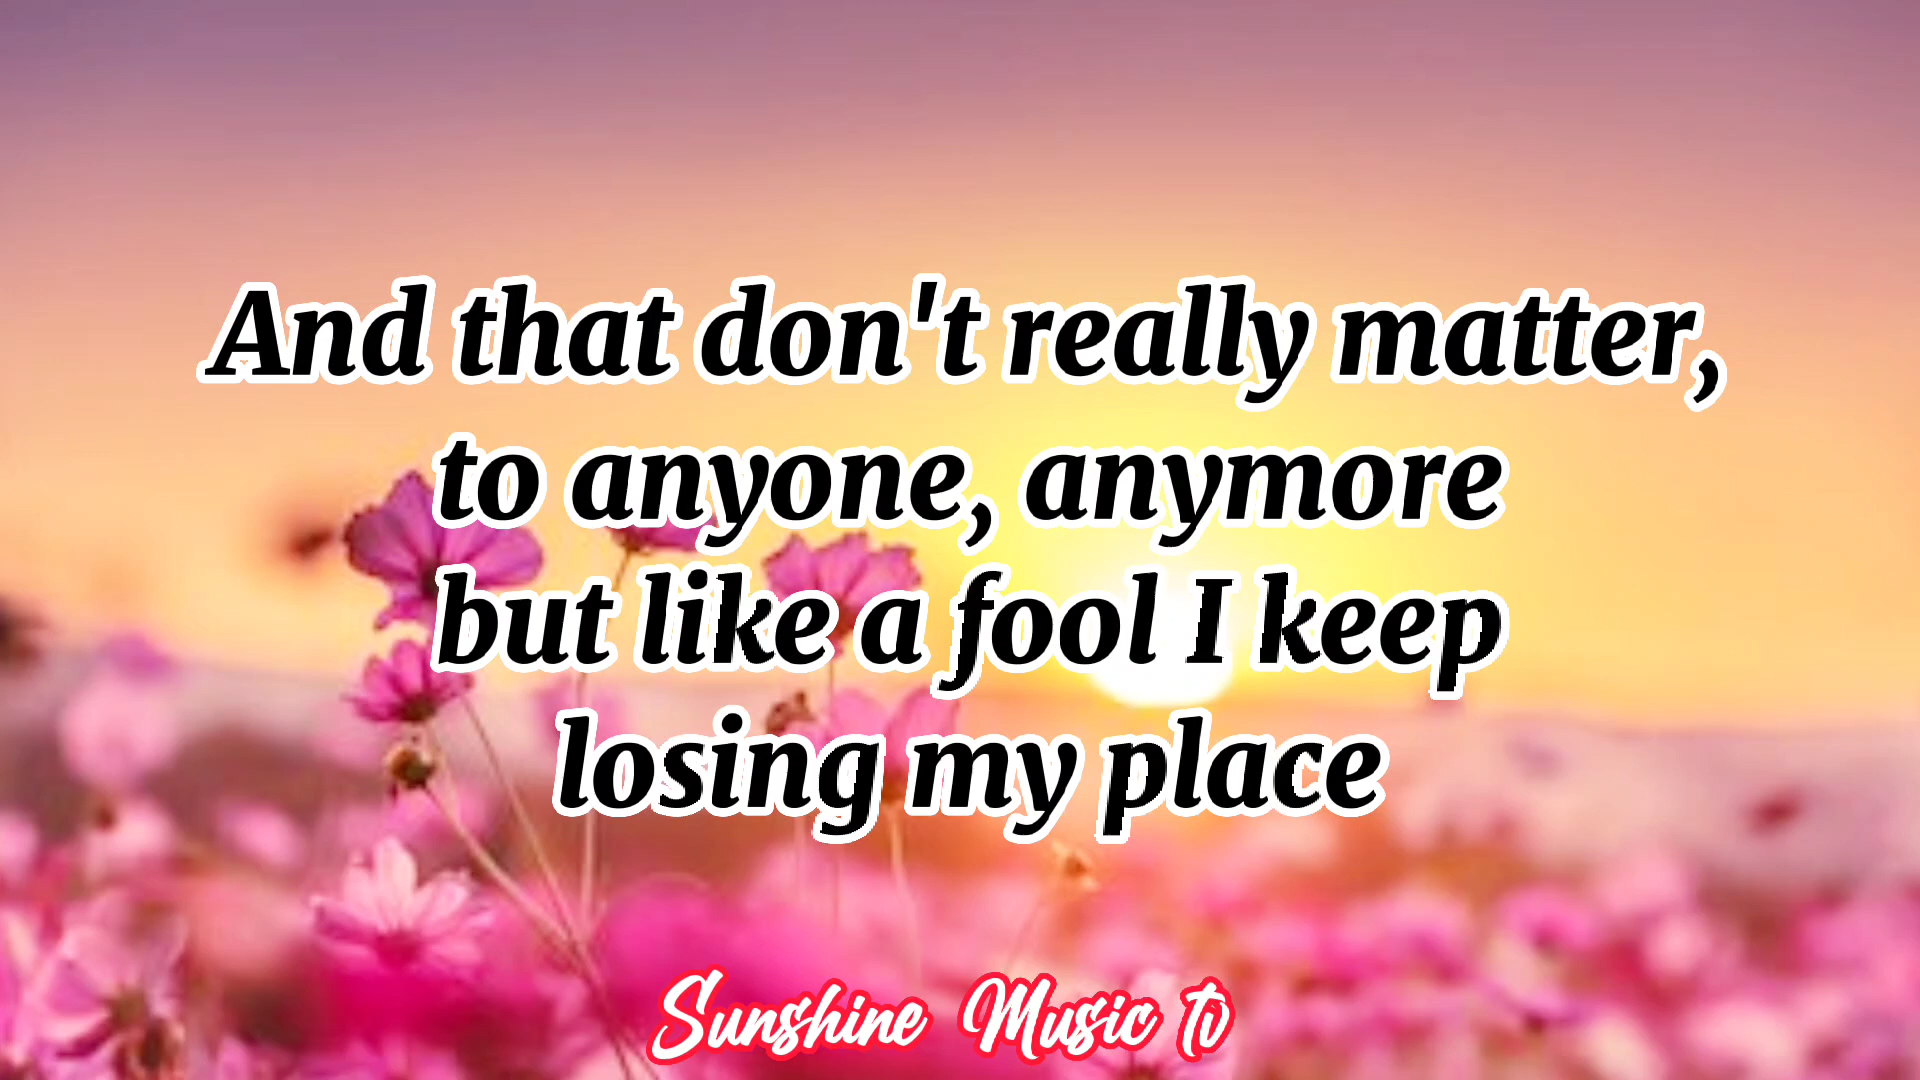 And that don't really matter,
to anyone, anymore
but like a fool I keep
losing my place
Sunshine Music tv